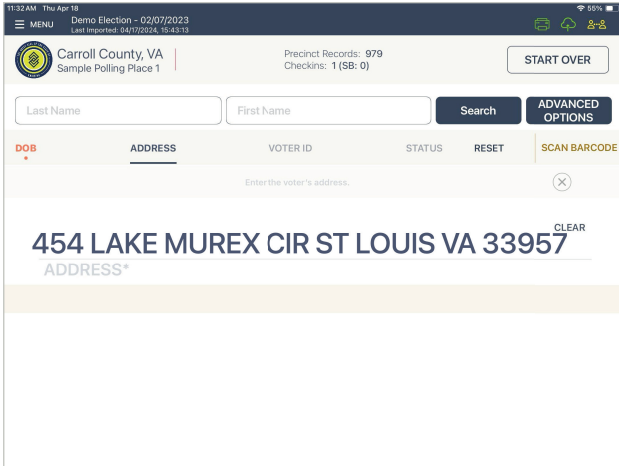 11:32 AM Thu Apr 18 55%
MENU Demo Election - 02/07/2023
Last Imported: 04/17/2024, 15:43:13
Carroll County, VA
Sample Polling Place 1
Precinct Records: 979
Checkins: 1 (SB: 0)
START OVER
Last Name First Name Search ADVANCED
OPTIONS
DOB ADDRESS VOTER ID STATUS RESET SCAN BARCODE
Enter the voter's address.
CLEAR
454 LAKE MUREX CIR ST LOUIS VA 33957
ADDRESS*